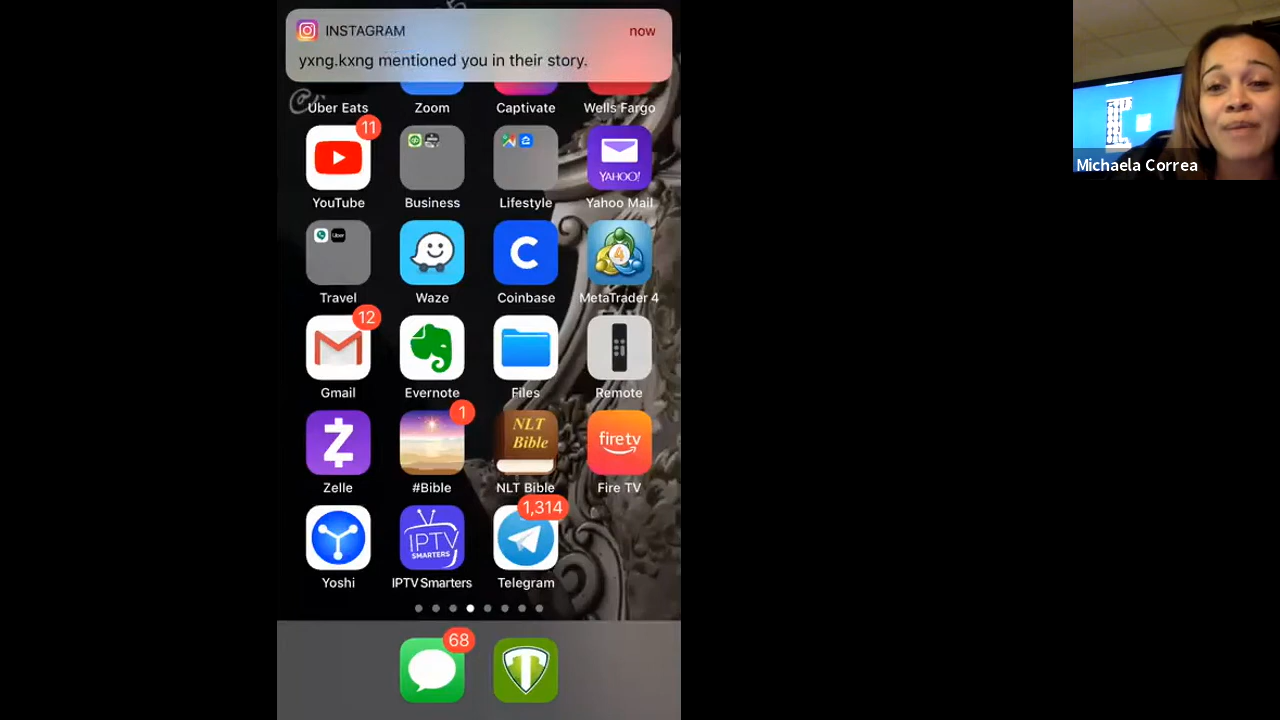 INSTAGRAM now
yxng.kxng mentioned you in their story.
Uber Eats Zoom Captivate Wells Fargo
11
YAHOO!
YouTube Business Lifestyle Yahoo Mail
Uber
4
Travel Waze Coinbase MetaTrader 4
12
Gmail Evernote Files Remote
1
NLT
Bible
firetv
Zelle #Bible NLT Bible Fire TV
1,314
IPTV
SMARTERS
Yoshi IPTV Smarters Telegram
68
Michaela Correa